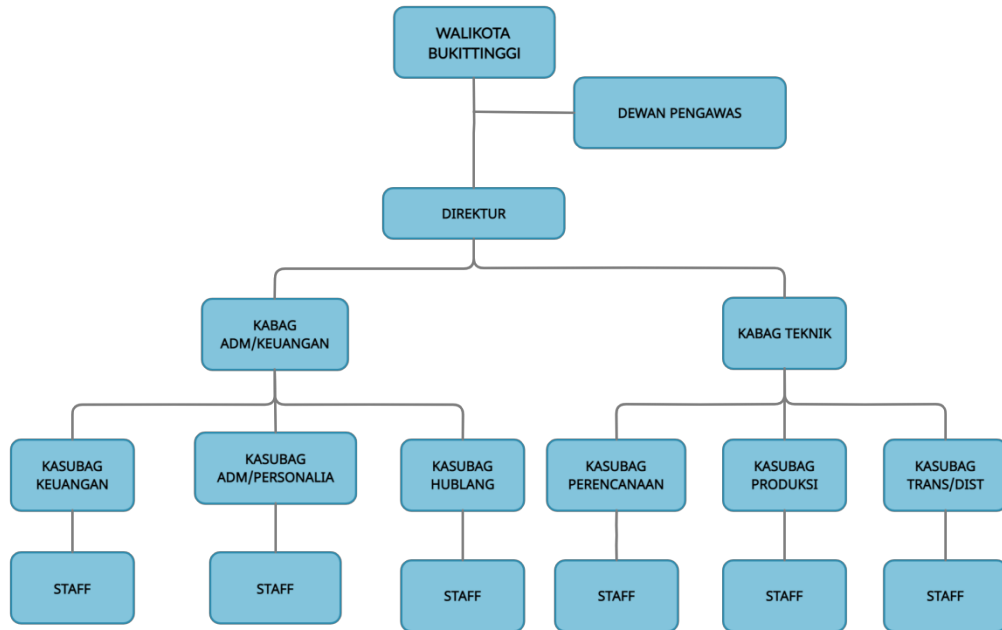 WALIKOTA
BUKITTINGGI
DEWAN PENGAWAS
DIREKTUR
KABAG
ADM/KEUANGAN
KABAG TEKNIK
KASUBAG
KEUANGAN
KASUBAG
ADM/PERSONALIA
KASUBAG
HUBLANG
KASUBAG
PERENCANAAN
KASUBAG
PRODUKSI
KASUBAG
TRANS/DIST
STAFF
STAFF
STAFF
STAFF
STAFF
STAFF